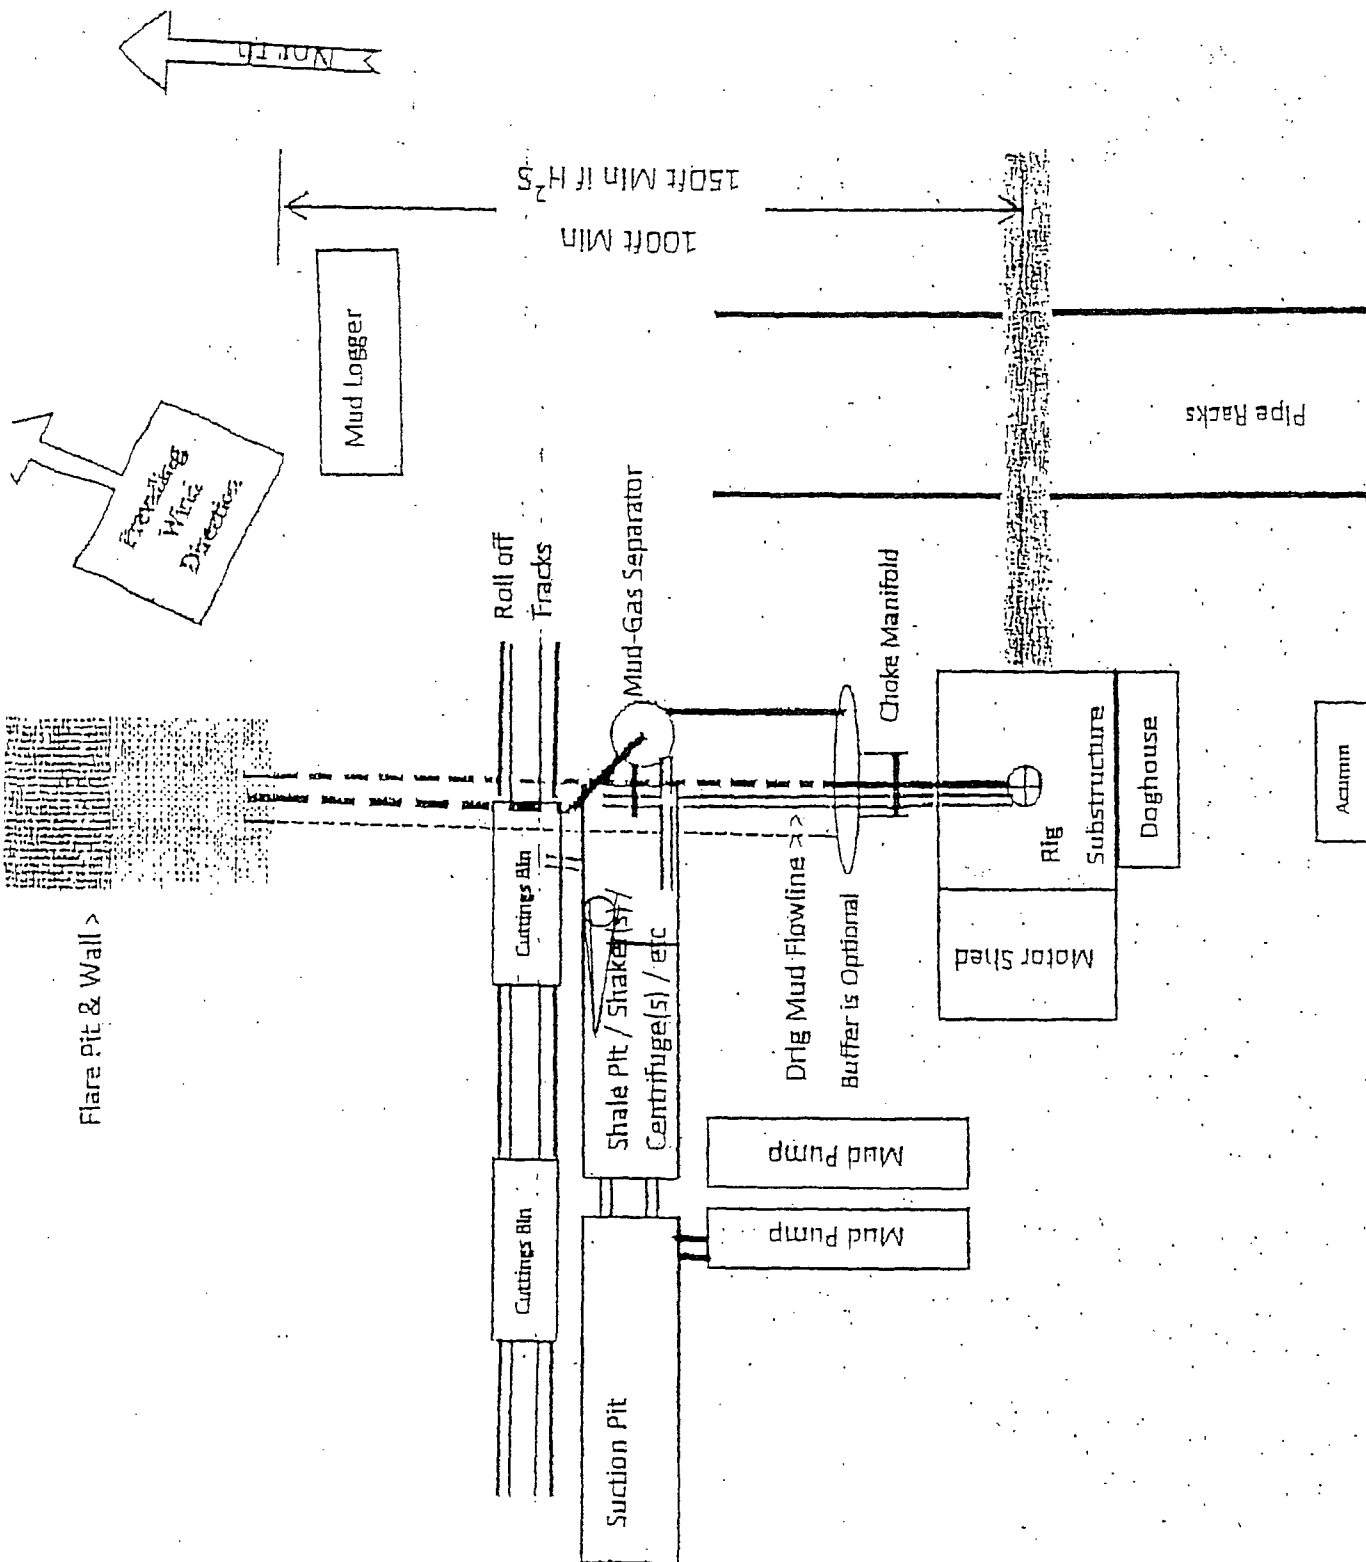 North
150ft Min if H²S
100ft Min
Mud Logger
Prevailing
Wind
Direction
Roll off
Tracks
Mud-Gas Separator
Choke Manifold
Pipe Racks
Flare Pit & Wall >
Cuttings Bin
Cuttings Bin
Shale Pit / Shaker(s) /
Centrifuge(s) / etc
Suction Pit
Drlg Mud Flowline > >
Buffer is Optional
Mud Pump
Mud Pump
Rig
Substructure
Motor Shed
Doghouse
Acumm